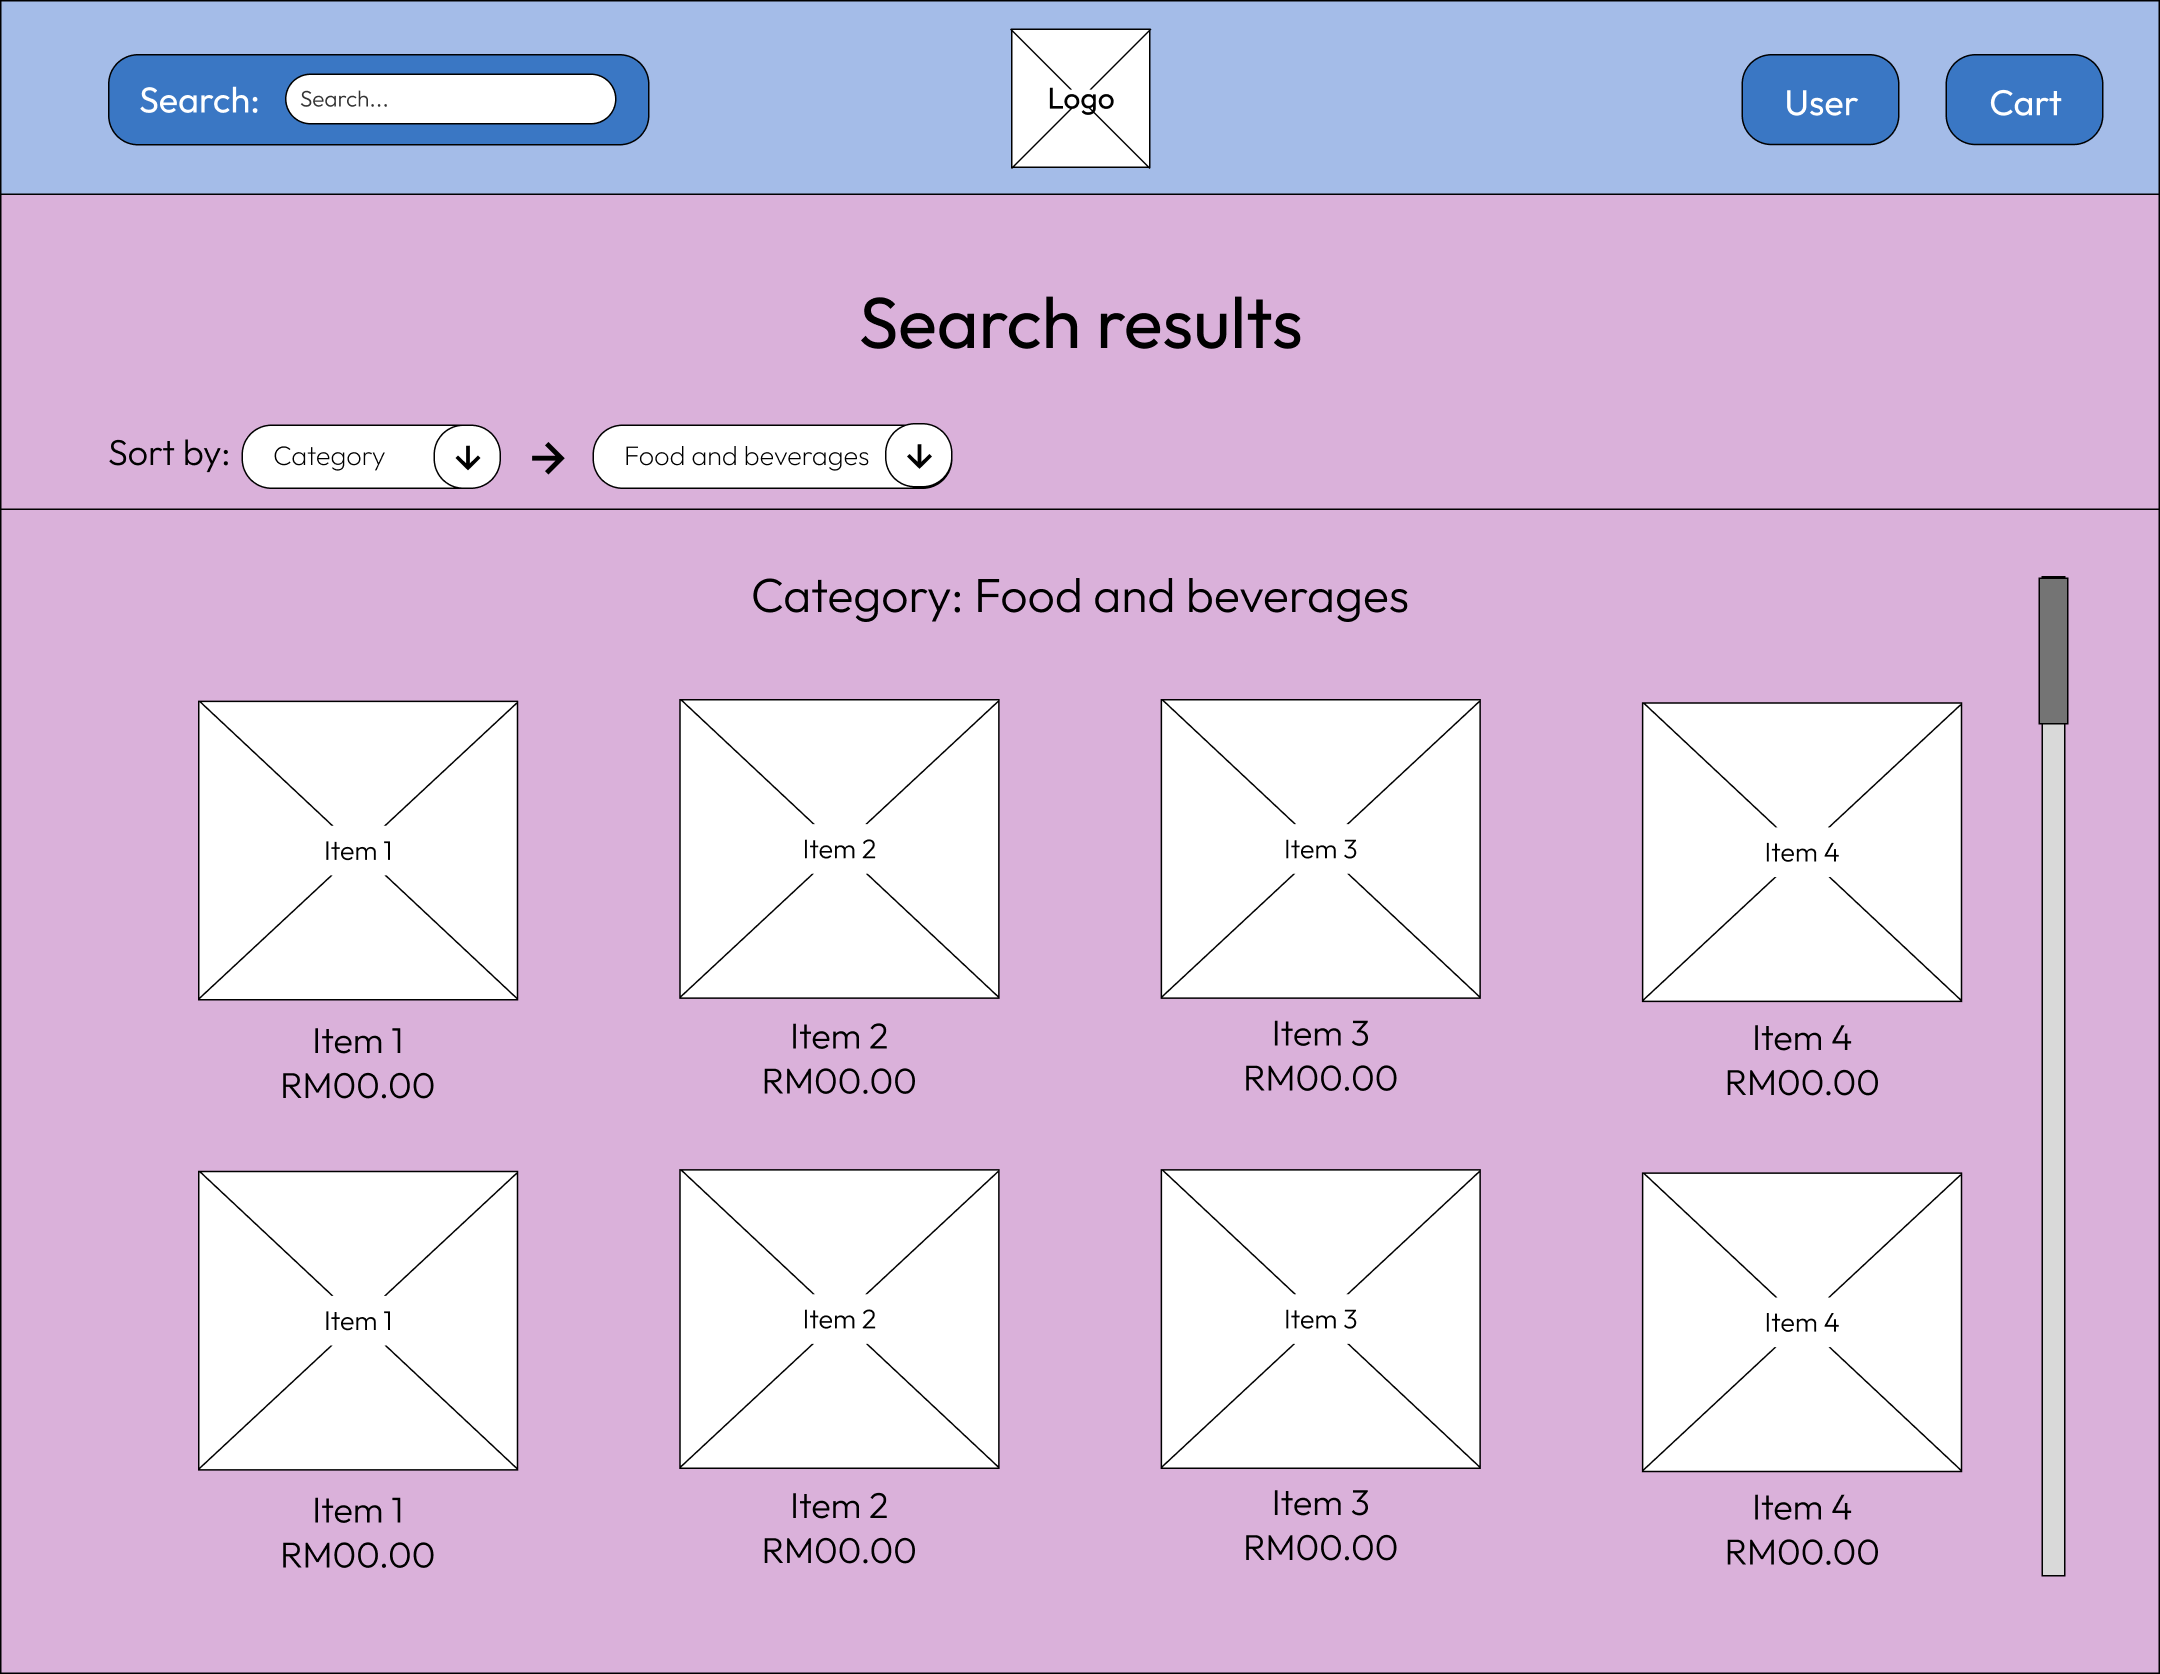 Search:
Search...
Logo
User
Cart
Search results
Sort by:
Category
Food and beverages
Category: Food and beverages
Item 1
Item 2
Item 3
Item 4
Item 1
RM00.00
Item 2
RM00.00
Item 3
RM00.00
Item 4
RM00.00
Item 1
Item 2
Item 3
Item 4
Item 1
RM00.00
Item 2
RM00.00
Item 3
RM00.00
Item 4
RM00.00